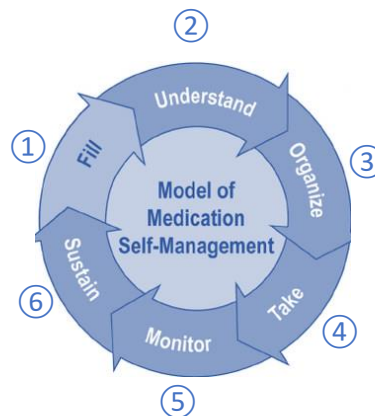 ②
Understand
①
Fill
③
Organize
Model of
Medication
Self-Management
Sustain
⑥
Take
④
Monitor
⑤